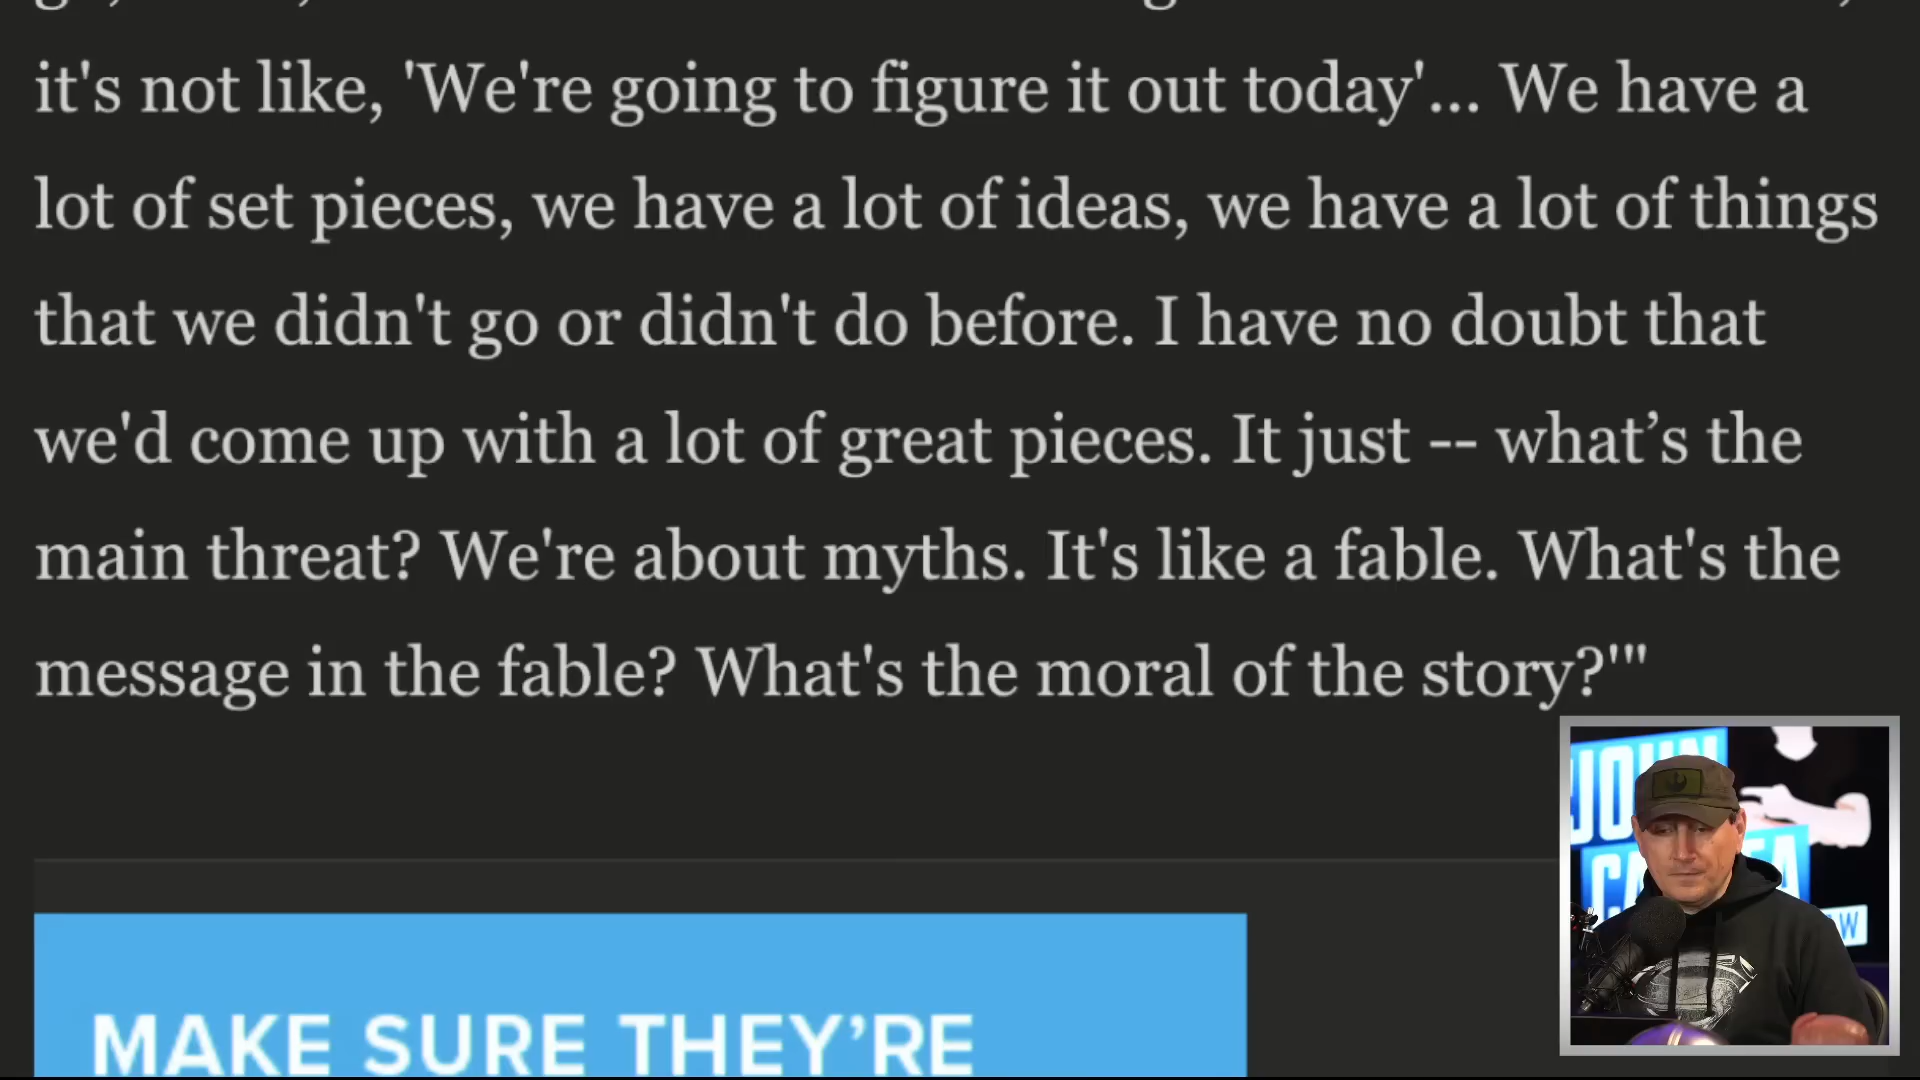 it's not like, 'We're going to figure it out today'... We have a
lot of set pieces, we have a lot of ideas, we have a lot of things
that we didn't go or didn't do before. I have no doubt that
we'd come up with a lot of great pieces. It just -- what’s the
main threat? We're about myths. It's like a fable. What's the
message in the fable? What's the moral of the story?'"
JOHN
MAKE SURE THEY’RE